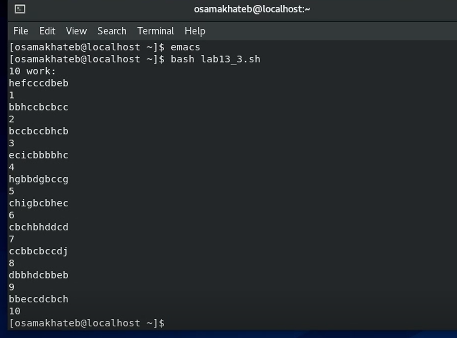 osamakhateb@localhost:~
File Edit View Search Terminal Help
[osamakhateb@localhost ~]$ emacs
[osamakhateb@localhost ~]$ bash lab13_3.sh
10 work:
hefcccdbeb
1
bbhccbcbcc
2
bccbccbhcb
3
ecicbbbbhc
4
hgbbdgbccg
5
chigbcbhec
6
cbchbhddcd
7
ccbbcbccdj
8
dbbhdcbbeb
9
bbeccdcbch
10
[osamakhateb@localhost ~]$